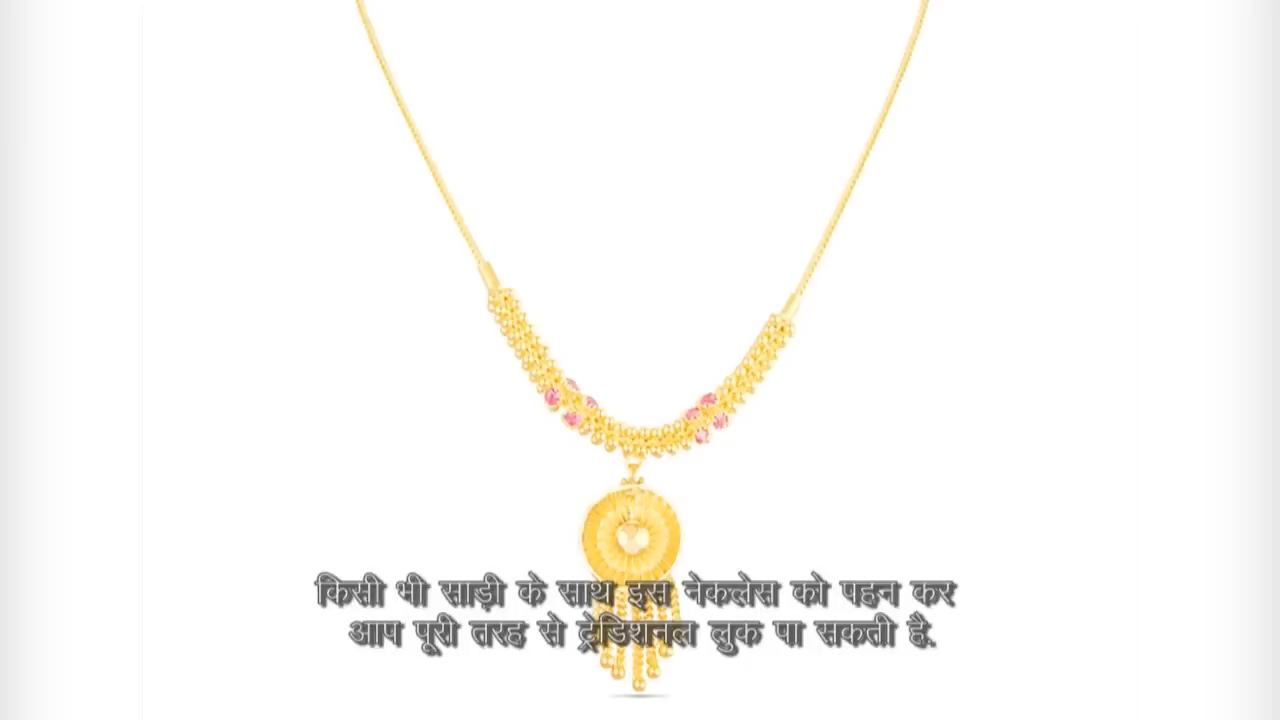 किसी भी साड़ी के साथ इस नेकलेस को पहन कर
आप पूरी तरह से ट्रेडिशनल लुक पा सकती है.